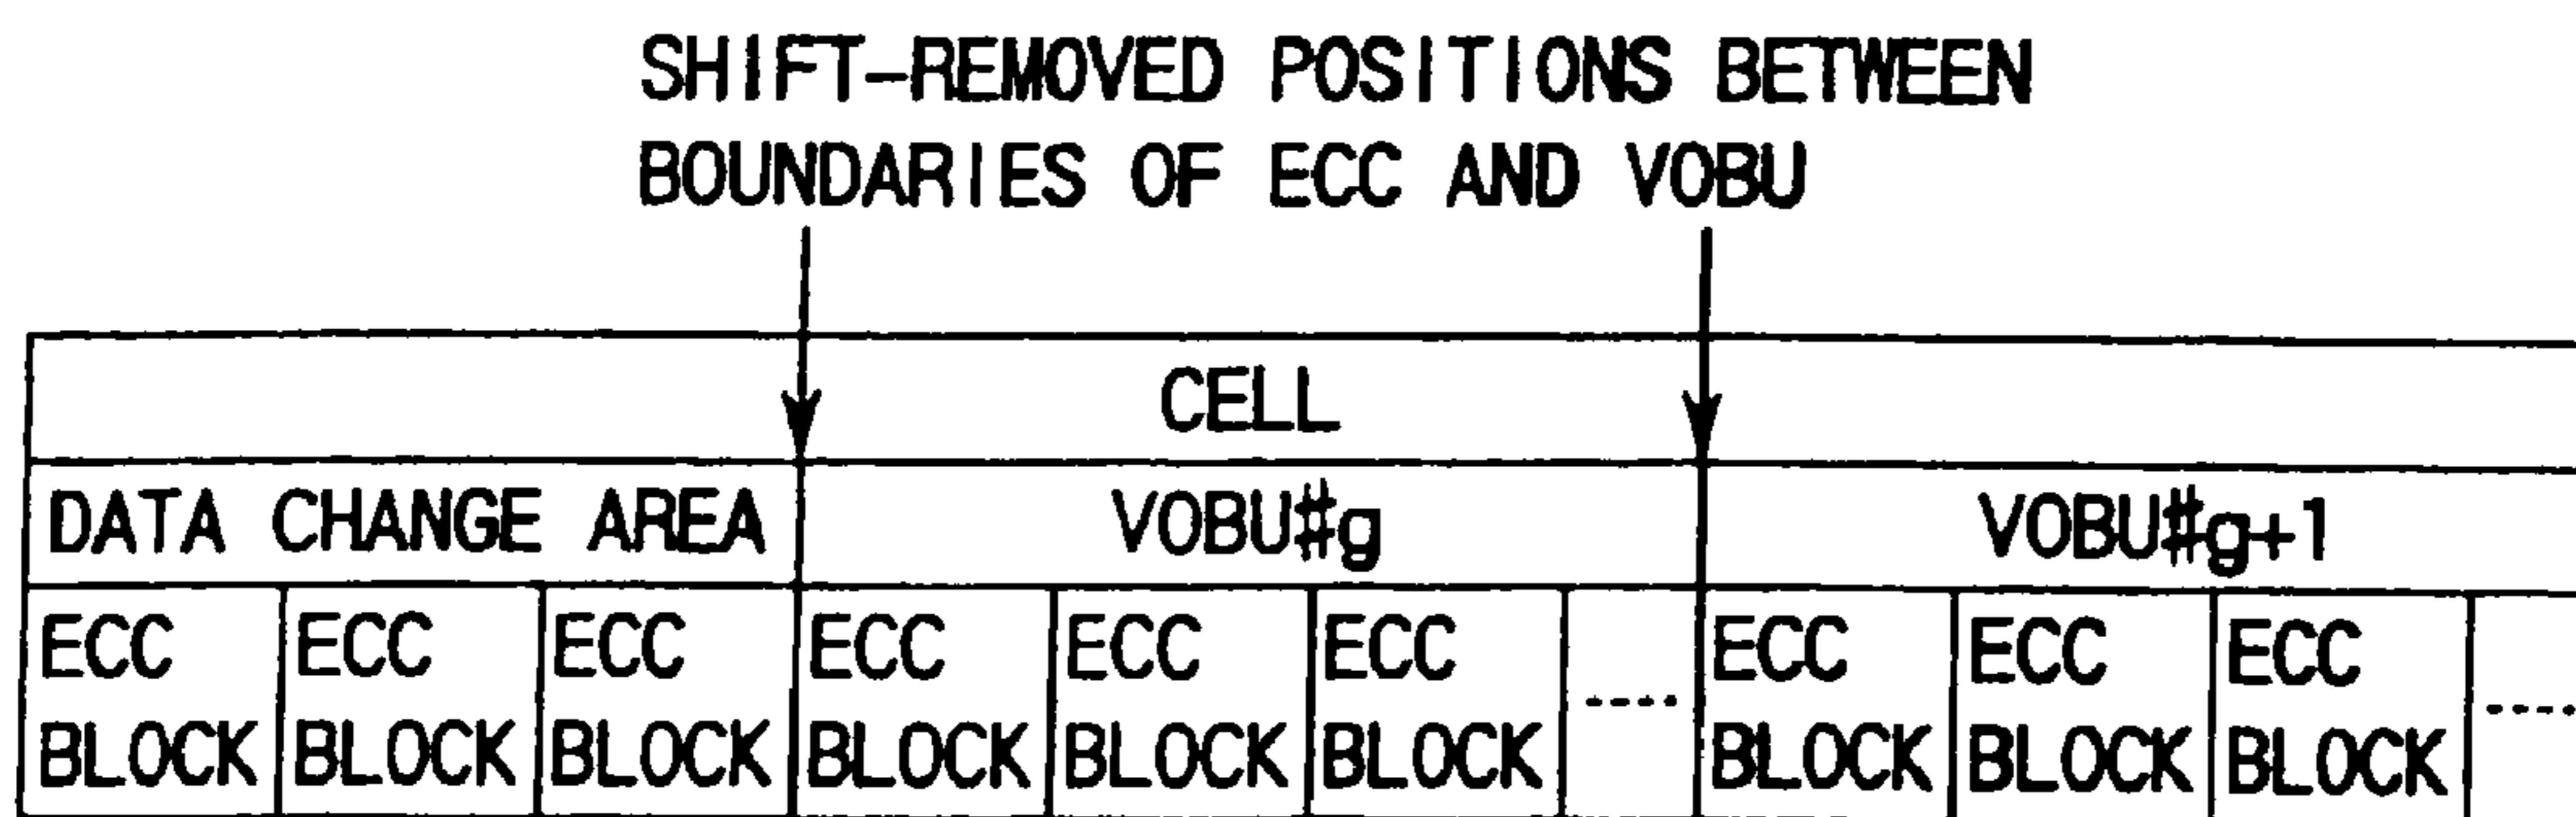 SHIFT-REMOVED POSITIONS BETWEEN
BOUNDARIES OF ECC AND VOBU
CELL
DATA CHANGE AREA VOBU#g VOBU#g+1
ECC ECC ECC ECC ECC ECC ---- ECC ECC ECC ----
BLOCK BLOCK BLOCK BLOCK BLOCK BLOCK BLOCK BLOCK BLOCK